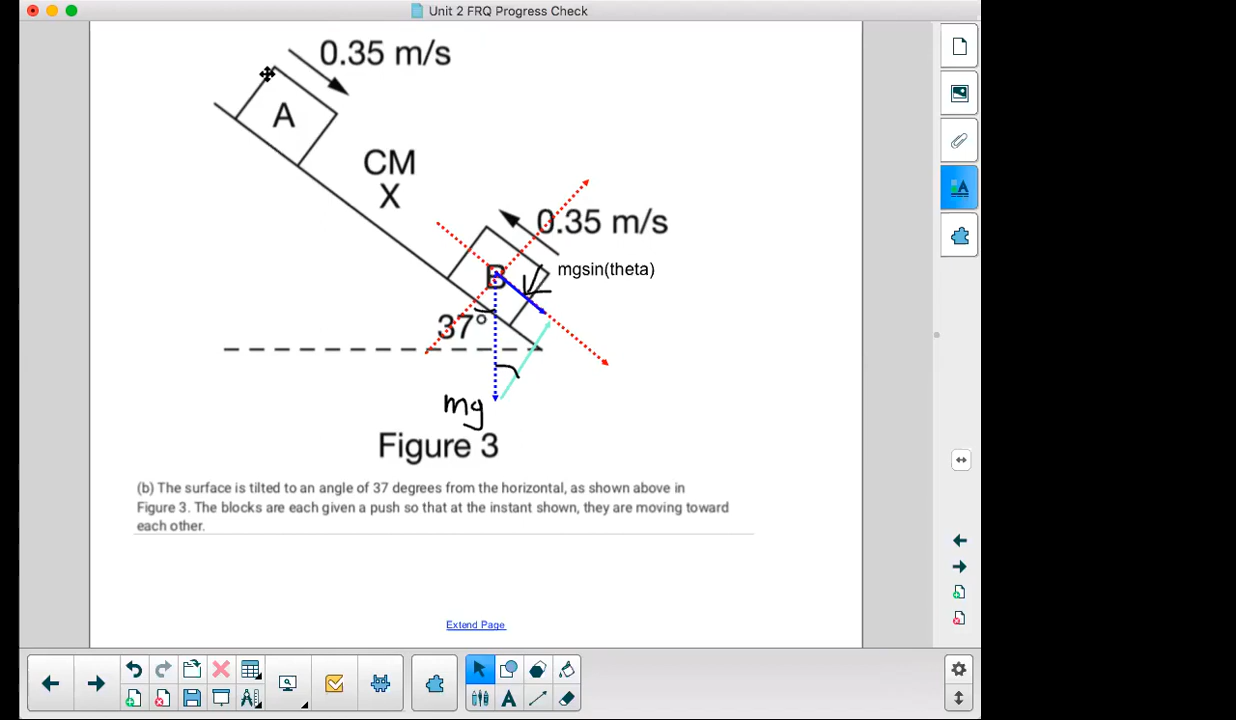 Unit 2 FRQ Progress Check
0.35 m/s
A
CM
X
0.35 m/s
B
mgsin(theta)
37°
mg
Figure 3
(b) The surface is tilted to an angle of 37 degrees from the horizontal, as shown above in
Figure 3. The blocks are each given a push so that at the instant shown, they are moving toward
each other.
Extend Page
A
A